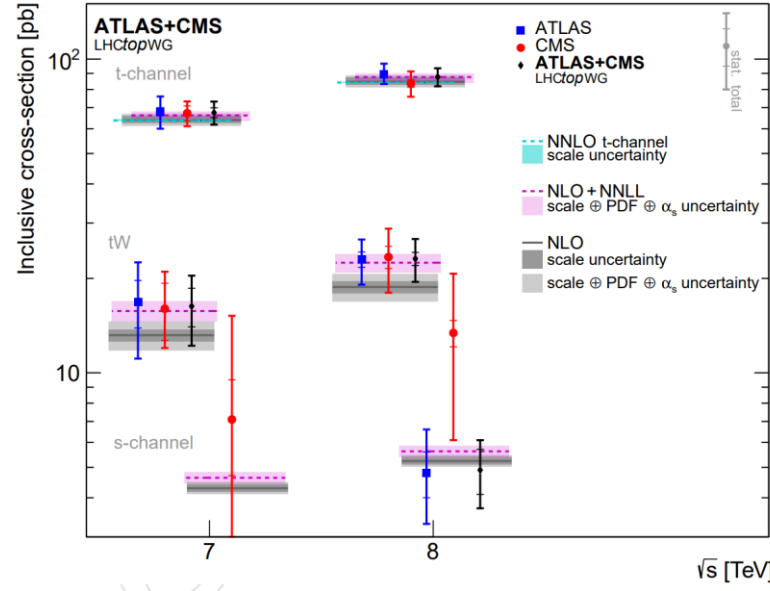 ATLAS+CMS
LHCtopWG
t-channel
tW
s-channel
ATLAS
CMS
ATLAS+CMS
LHCtopWG
stat. total
NNLO t-channel
scale uncertainty
NLO + NNLL
scale ⊕ PDF ⊕ αs uncertainty
NLO
scale uncertainty
scale ⊕ PDF ⊕ αs uncertainty
Inclusive cross-section [pb]
10²
10
7
8
√s [TeV]